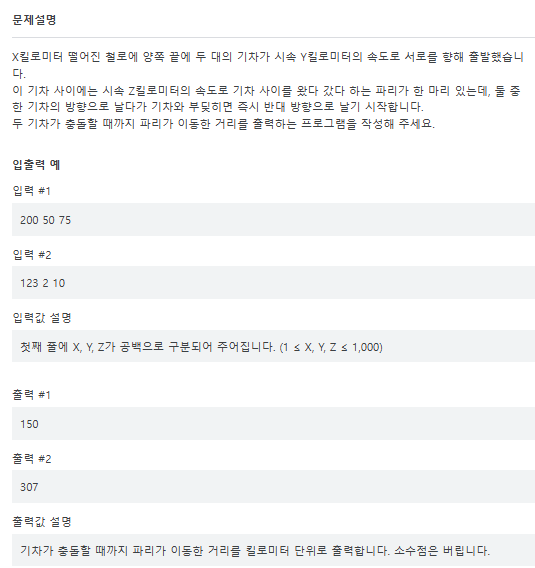 문제설명
X킬로미터 떨어진 철로에 양쪽 끝에 두 대의 기차가 시속 Y킬로미터의 속도로 서로를 향해 출발했습니
다.
이 기차 사이에는 시속 Z킬로미터의 속도로 기차 사이를 왔다 갔다 하는 파리가 한 마리 있는데, 둘 중
한 기차의 방향으로 날다가 기차와 부딪히면 즉시 반대 방향으로 날기 시작합니다.
두 기차가 충돌할 때까지 파리가 이동한 거리를 출력하는 프로그램을 작성해 주세요.
입출력 예
입력 #1
200 50 75
입력 #2
123 2 10
입력값 설명
첫째 줄에 X, Y, Z가 공백으로 구분되어 주어집니다. (1 ≤ X, Y, Z ≤ 1,000)
출력 #1
150
출력 #2
307
출력값 설명
기차가 충돌할 때까지 파리가 이동한 거리를 킬로미터 단위로 출력합니다. 소수점은 버립니다.